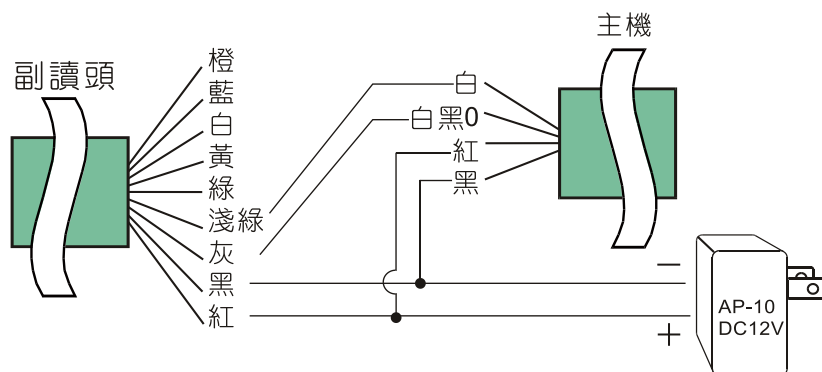 主機
副讀頭
橙
藍
白
黃
綠
淺綠
灰
黑
紅
白
白黑0
紅
黑
−
+
AP-10
DC12V